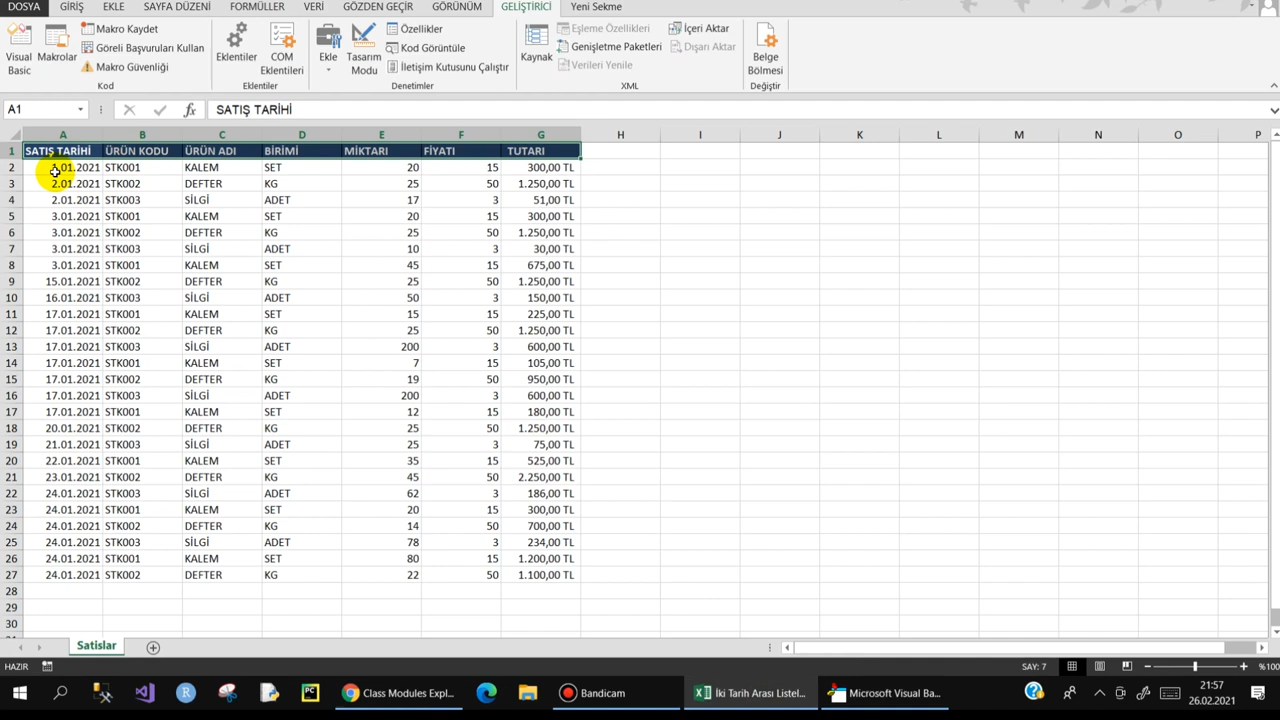 DOSYA GİRİŞ EKLE SAYFA DÜZENİ FORMÜLLER VERİ GÖZDEN GEÇİR GÖRÜNÜM GELİŞTİRİCİ Yeni Sekme
Visual Basic
Makrolar
Makro Kaydet
Göreli Başvuruları Kullan
Makro Güvenliği
Kod
Eklentiler
COM Eklentileri
Eklentiler
Ekle
Tasarım Modu
Özellikler
Kod Görüntüle
İletişim Kutusunu Çalıştır
Denetimler
Kaynak
Eşleme Özellikleri
Genişletme Paketleri
Verileri Yenile
İçeri Aktar
Dışarı Aktar
XML
Belge Bölmesi
Değiştir
A1 fx SATIŞ TARİHİ
A B C D E F G H I J K L M N O P
1 SATIŞ TARİHİ ÜRÜN KODU ÜRÜN ADI BİRİMİ MİKTARI FİYATI TUTARI
2 1.01.2021 STK001 KALEM SET 20 15 300,00 TL
3 2.01.2021 STK002 DEFTER KG 25 50 1.250,00 TL
4 2.01.2021 STK003 SİLGİ ADET 17 3 51,00 TL
5 3.01.2021 STK001 KALEM SET 20 15 300,00 TL
6 3.01.2021 STK002 DEFTER KG 25 50 1.250,00 TL
7 3.01.2021 STK003 SİLGİ ADET 10 3 30,00 TL
8 3.01.2021 STK001 KALEM SET 45 15 675,00 TL
9 15.01.2021 STK002 DEFTER KG 25 50 1.250,00 TL
10 16.01.2021 STK003 SİLGİ ADET 50 3 150,00 TL
11 17.01.2021 STK001 KALEM SET 15 15 225,00 TL
12 17.01.2021 STK002 DEFTER KG 25 50 1.250,00 TL
13 17.01.2021 STK003 SİLGİ ADET 200 3 600,00 TL
14 17.01.2021 STK001 KALEM SET 7 15 105,00 TL
15 17.01.2021 STK002 DEFTER KG 19 50 950,00 TL
16 17.01.2021 STK003 SİLGİ ADET 200 3 600,00 TL
17 17.01.2021 STK001 KALEM SET 12 15 180,00 TL
18 20.01.2021 STK002 DEFTER KG 25 50 1.250,00 TL
19 21.01.2021 STK003 SİLGİ ADET 25 3 75,00 TL
20 22.01.2021 STK001 KALEM SET 35 15 525,00 TL
21 23.01.2021 STK002 DEFTER KG 45 50 2.250,00 TL
22 24.01.2021 STK003 SİLGİ ADET 62 3 186,00 TL
23 24.01.2021 STK001 KALEM SET 20 15 300,00 TL
24 24.01.2021 STK002 DEFTER KG 14 50 700,00 TL
25 24.01.2021 STK003 SİLGİ ADET 78 3 234,00 TL
26 24.01.2021 STK001 KALEM SET 80 15 1.200,00 TL
27 24.01.2021 STK002 DEFTER KG 22 50 1.100,00 TL
28
29
30
Satislar
HAZIR SAY: 7 %100
Class Modules Expl... Bandicam İki Tarih Arası Listel... Microsoft Visual Ba... 21:57
26.02.2021